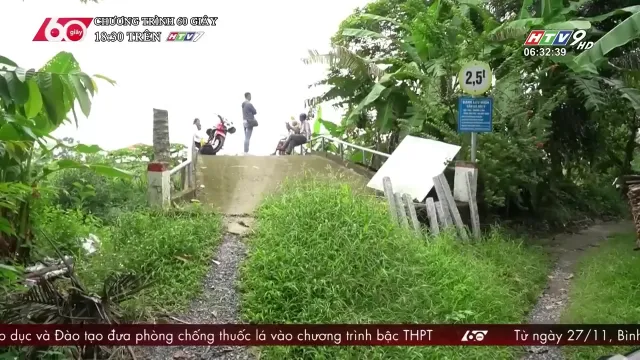 60 giây
CHƯƠNG TRÌNH 60 GIÂY
18:30 TRÊN HTV7
HTV9 HD
06:32:39
2,5t
o dục và Đào tạo đưa phòng chống thuốc lá vào chương trình bậc THPT 60 Từ ngày 27/11, Bình